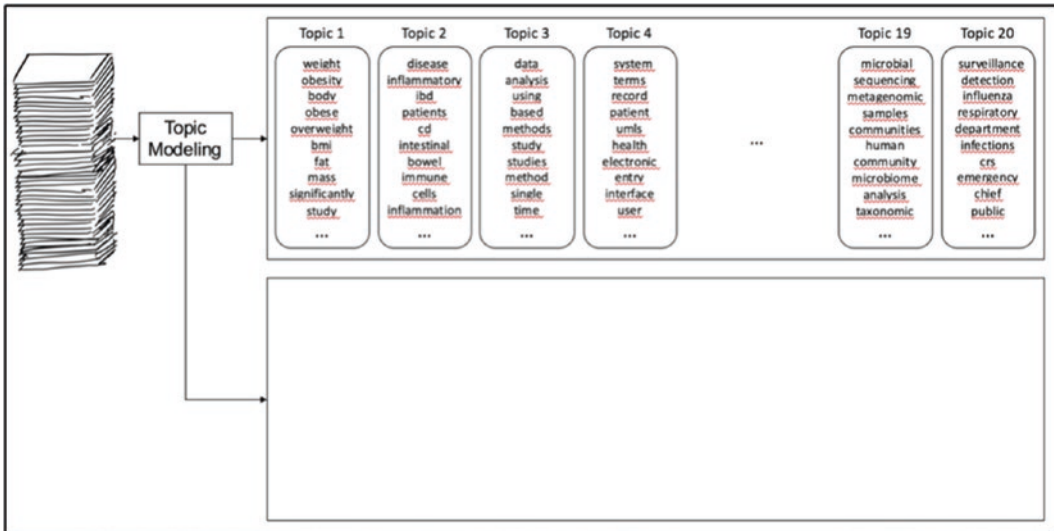 Topic Modeling
Topic 1
weight
obesity
body
obese
overweight
bmi
fat
mass
significantly
study
...
Topic 2
disease
inflammatory
ibd
patients
cd
intestinal
bowel
immune
cells
inflammation
...
Topic 3
data
analysis
using
based
methods
study
studies
method
single
time
...
Topic 4
system
terms
record
patient
umls
health
electronic
entry
interface
user
...
...
Topic 19
microbial
sequencing
metagenomic
samples
communities
human
community
microbiome
analysis
taxonomic
...
Topic 20
surveillance
detection
influenza
respiratory
department
infections
crs
emergency
chief
public
...